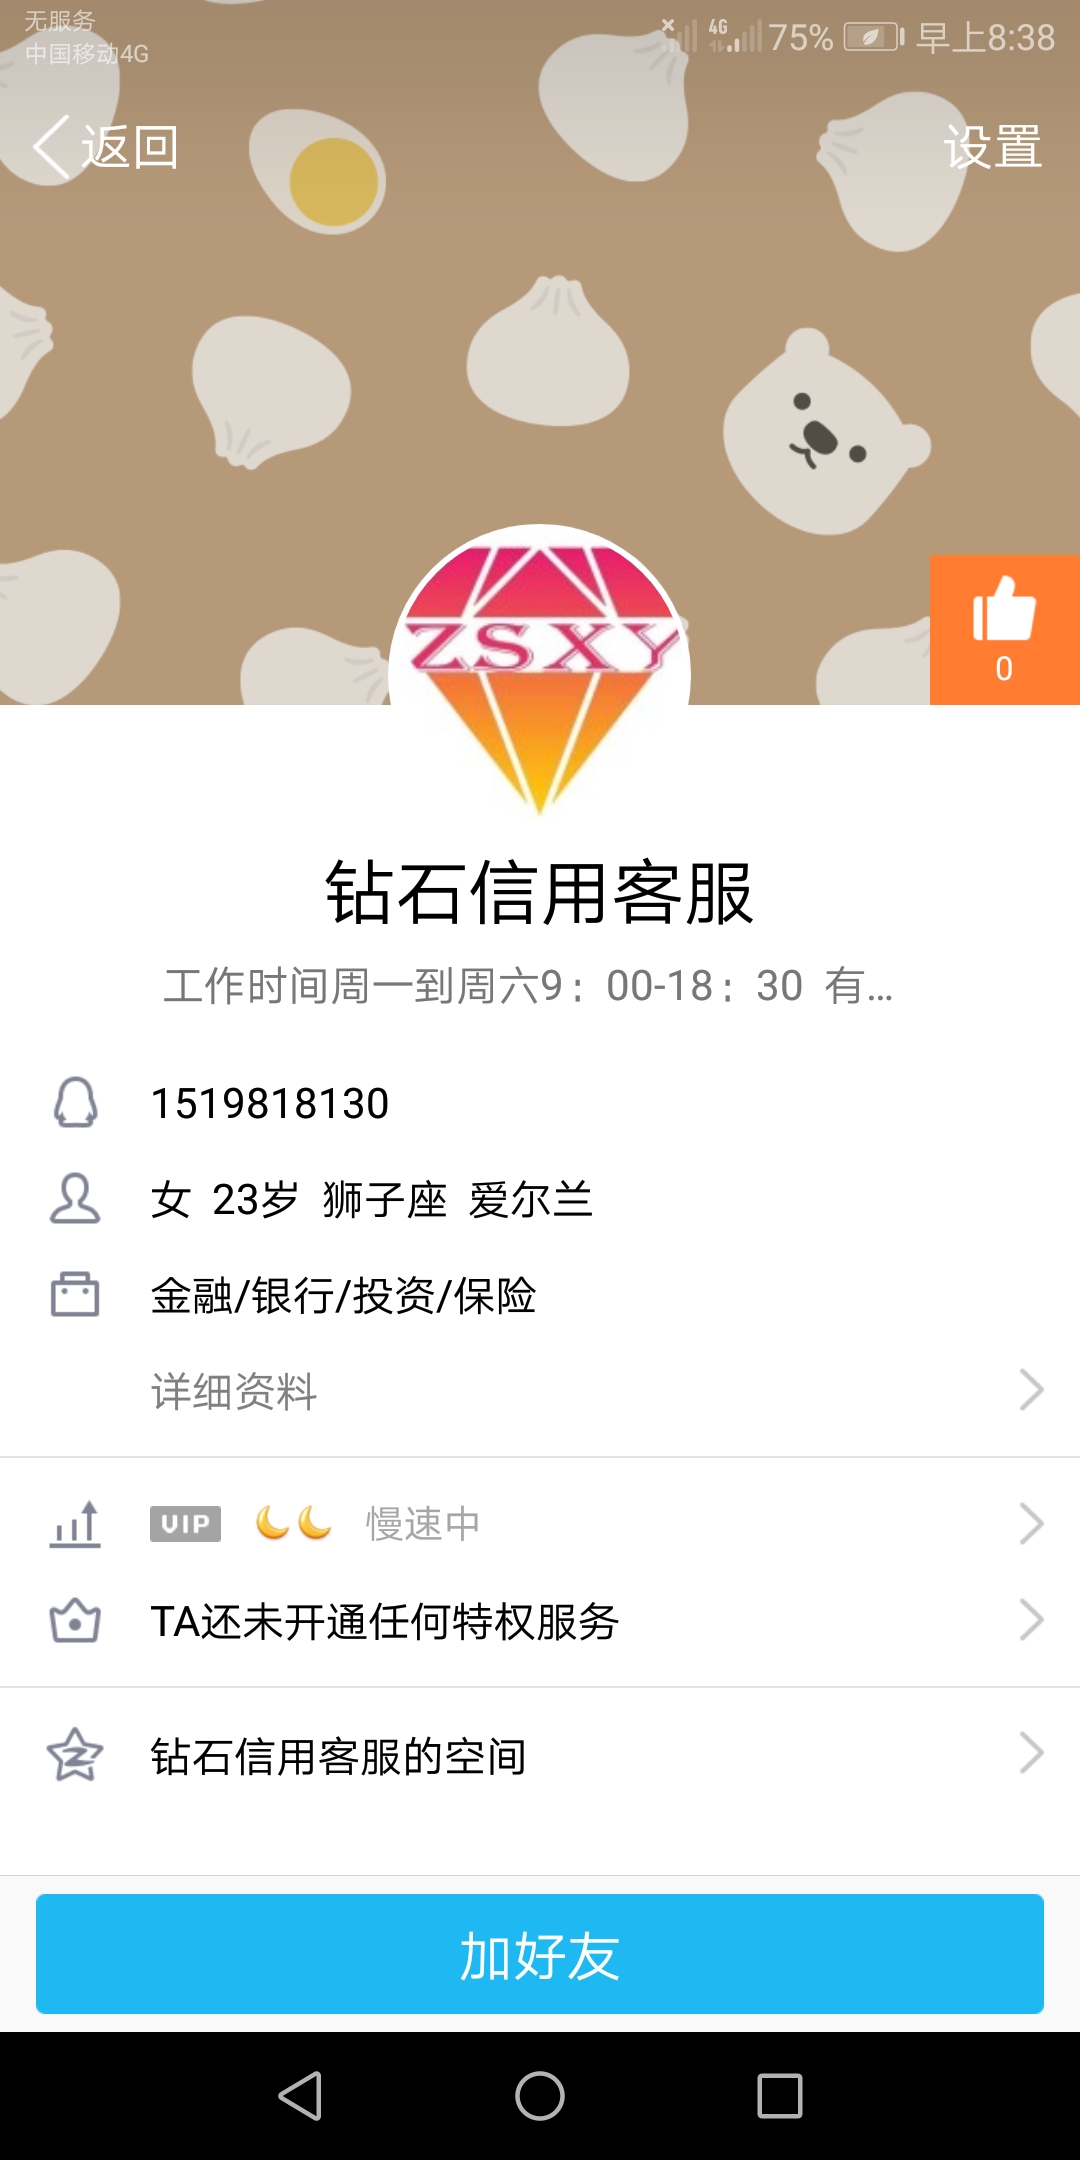 无服务
中国移动4G
4G 75% 早上8:38
返回 设置
ZSXY
0
钻石信用客服
工作时间周一到周六9：00-18：30 有...
1519818130
女 23岁 狮子座 爱尔兰
金融/银行/投资/保险
详细资料
VIP 慢速中
TA还未开通任何特权服务
钻石信用客服的空间
加好友